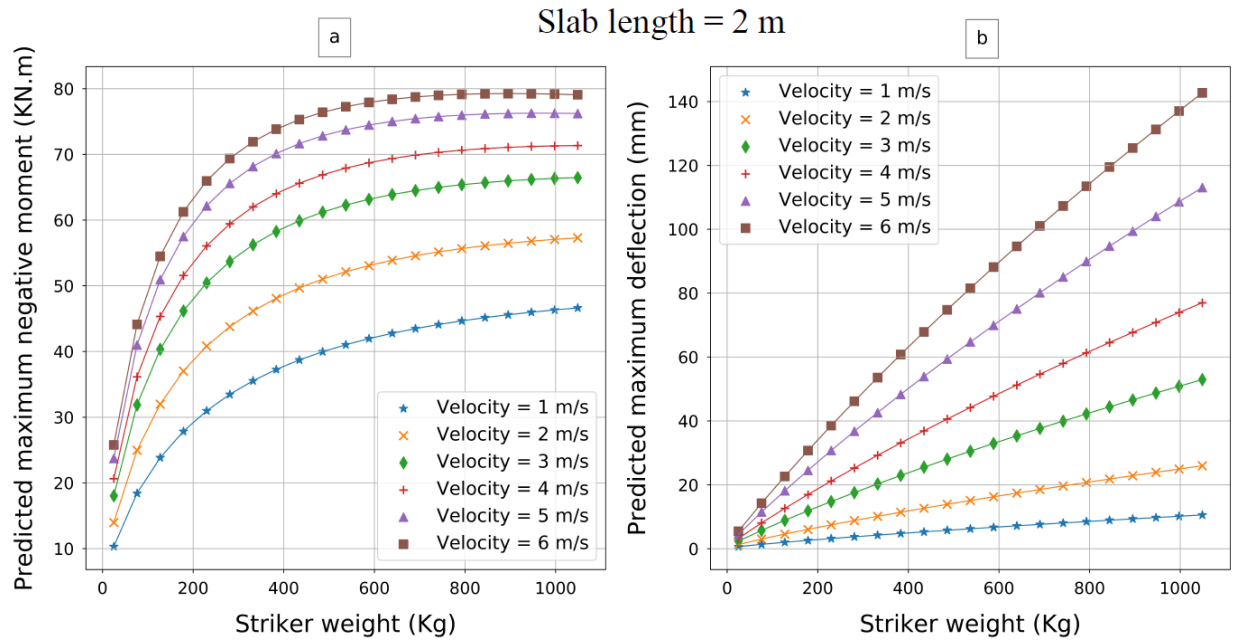 Slab length = 2 m
a
Predicted maximum negative moment (KN.m)
80
70
60
50
40
30
20
10
Velocity = 1 m/s
Velocity = 2 m/s
Velocity = 3 m/s
Velocity = 4 m/s
Velocity = 5 m/s
Velocity = 6 m/s
0
200
400
600
800
1000
Striker weight (Kg)
b
Predicted maximum deflection (mm)
140
120
100
80
60
40
20
0
Velocity = 1 m/s
Velocity = 2 m/s
Velocity = 3 m/s
Velocity = 4 m/s
Velocity = 5 m/s
Velocity = 6 m/s
0
200
400
600
800
1000
Striker weight (Kg)